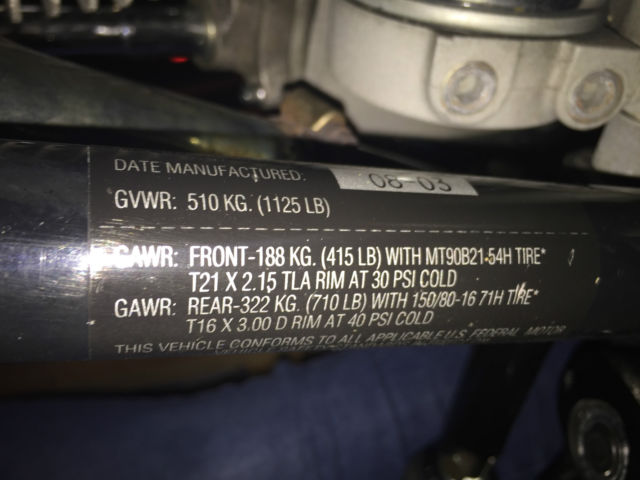 DATE MANUFACTURED: 08-03
GVWR: 510 KG. (1125 LB)
GAWR: FRONT-188 KG. (415 LB) WITH MT90B21-54H TIRE*
T21 X 2.15 TLA RIM AT 30 PSI COLD
GAWR: REAR-322 KG. (710 LB) WITH 150/80-16 71H TIRE*
T16 X 3.00 D RIM AT 40 PSI COLD
THIS VEHICLE CONFORMS TO ALL APPLICABLE U.S. FEDERAL MOTOR
VEHICLE